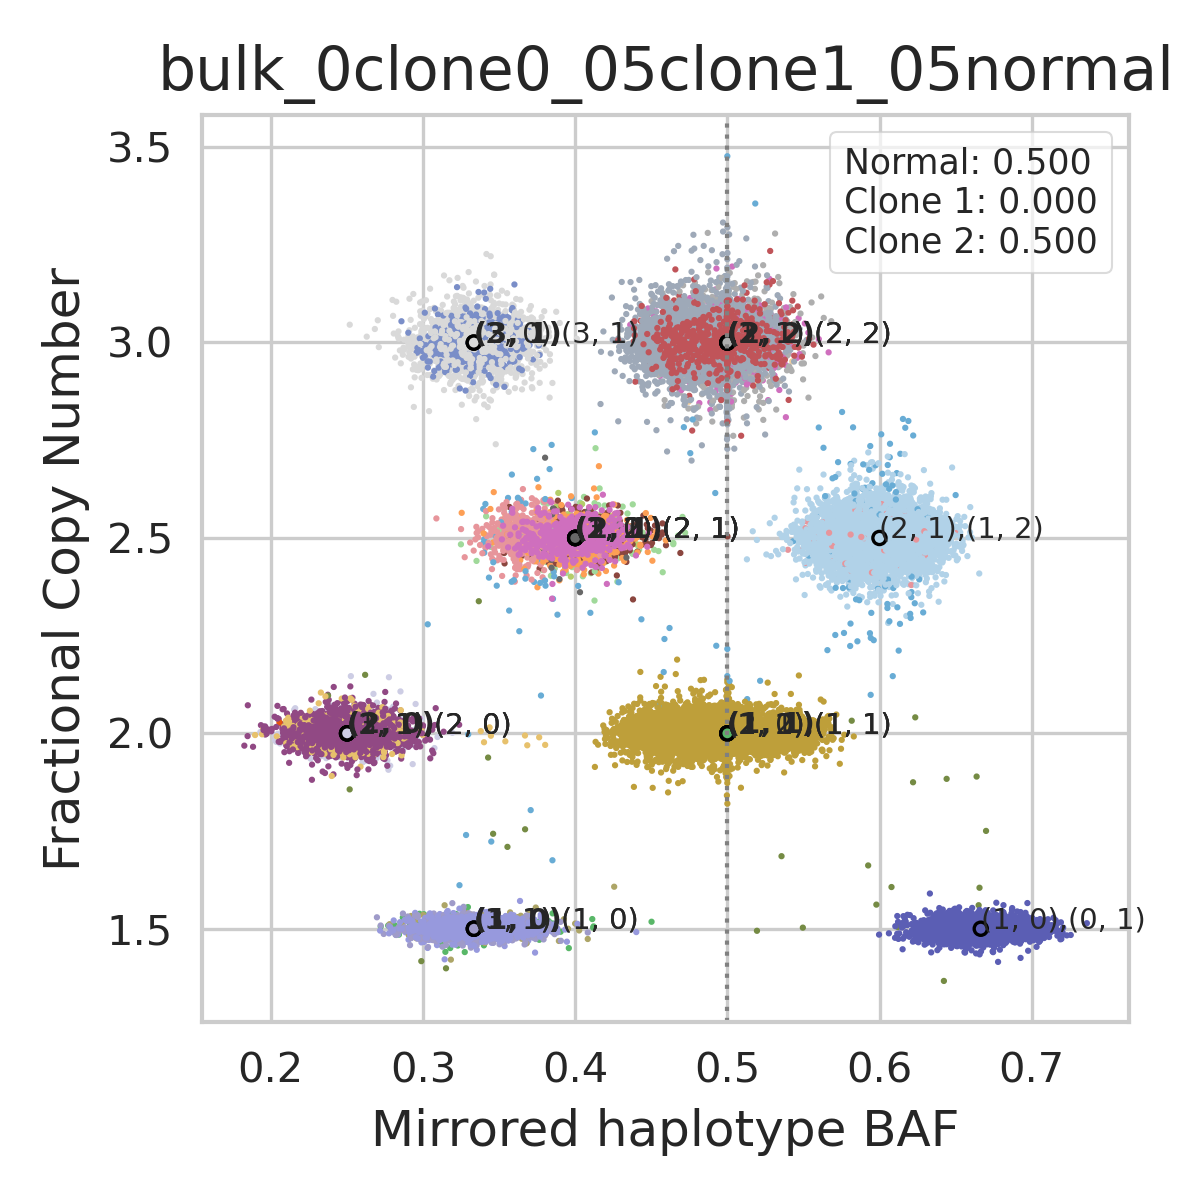 bulk_0clone0_05clone1_05normal
Normal: 0.500
Clone 1: 0.000
Clone 2: 0.500
3.5
3.0
2.5
2.0
1.5
(3, 1)
(2, 2)
(2, 1)
(2, 1),(1, 2)
(2, 0)
(1, 1)
(1, 0)
(1, 0),(0, 1)
0.2 0.3 0.4 0.5 0.6 0.7
Mirrored haplotype BAF
Fractional Copy Number